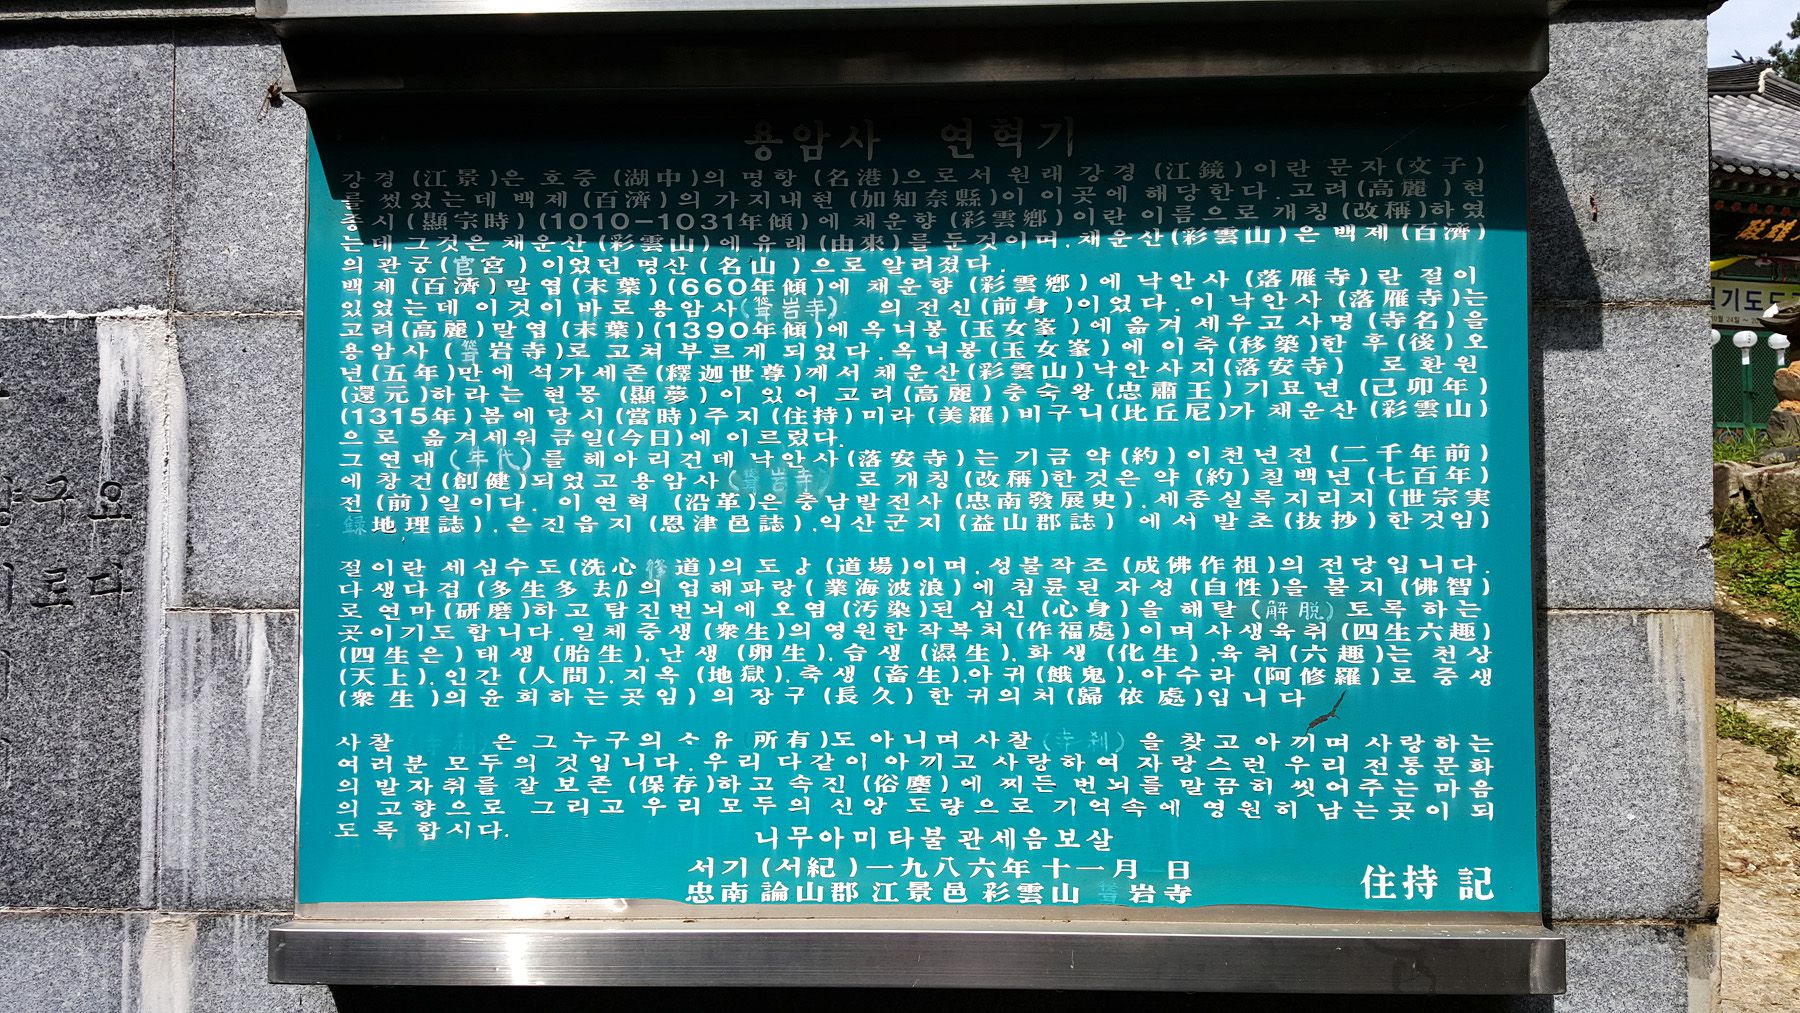 용암사 연혁기
강경 (江景)은 호중 (湖中)의 명항 (名港)으로서 원래 강경 (江鏡)이란 문자(文子)
를 썼었는데 백제 (百濟)의 가지내현 (加知奈縣)이 이곳에 해당한다. 고려(高麗) 현
종시 (顯宗時) (1010-1031年傾)에 채운향 (彩雲鄕)이란 이름으로 개칭 (改稱)하였
는데 그것은 채운산 (彩雲山)에 유래 (由來)를 둔것이며. 채운산(彩雲山)은 백제 (百濟)
의 관궁(官宮) 이었던 명산(名山)으로 알려졌다.
백제 (百濟)말엽(末葉) (660年傾)에 채운향 (彩雲鄕)에 낙안사 (落雁寺)란 절이
있었는데 이것이 바로 용암사( 岩寺) 의 전신(前身)이었다. 이 낙안사 (落雁寺)는
고려(高麗)말엽 (末葉) (1390年傾)에 옥녀봉 (玉女峯)에 옮겨 세우고 사명 (寺名)을
용암사 ( 岩寺)로 고쳐 부르게 되었다. 옥녀봉(玉女峯)에 이축(移築)한 후(後) 오
년(五年)만에 석가세존(釋迦世尊)께서 채운산(彩雲山)낙안사지(落安寺) 로 환원
(還元)하라는 현몽 (顯夢)이 있어 고려(高麗)충숙왕(忠肅王) 기묘년 (己卯年)
(1315年)봄에당시(當時)주지(住持)미라 (美羅)비구니(比丘尼)가 채운산 (彩雲山)
으로 옮겨세워 금일(今日)에 이르렀다.
그 연대 (年代)를 헤아리건데 낙안사(落安寺)는 기금 약(約)이천년전 (二千年前)
에 창건(創健)되었고용암사 ( 岩寺) 로 개칭 (改稱)한것은 약 (約) 칠백년 (七百年)
전 (前)일이다. 이 연혁 (沿革)은충남발전사 (忠南發展史). 세종실록지리지 (世宗実
録地理誌). 은진읍지 (恩津邑誌).익산군지 (益山郡誌) 에서 발초(抜抄)한것임)
절이란 세심수도(洗心修道)의 도 (道場)이며. 성불작조 (成佛作祖)의 전당입니다.
다생다겁 (多生多劫)의 업해파랑(業海波浪)에 침륜된 자성 (自性)을 불지 (佛智)
로 연마(研磨)하고탐진번뇌에 오염 (汚染)된 심신 (心身)을 해탈 (解脱)토록 하는
곳이기도 합니다. 일체중생(衆生)의영원한 작복처 (作福處)이며사생육취 (四生六趣)
(四生은) 태생 (胎生). 난생 (卵生). 습생 (濕生). 화생 (化生).육취(六趣)는 천상
(天上). 인간 (人間). 지옥 (地獄). 축생 (畜生).아귀(餓鬼). 아수라 (阿修羅)로 중생
(衆生)의윤회하는곳임)의 장구 (長久)한귀의처(歸依處)입니다
사찰(寺刹)은 그누구의 소유 (所有)도 아니며 사찰(寺刹)을 찾고아끼며 사랑하는
여러분 모두의 것입니다. 우리 다같이 아끼고 사랑하여 자랑스런 우리 전통문화
의 발자취를 잘 보존 (保存)하고 속진 (俗塵)에 찌든 번뇌를말끔히 씻어주는마음
의 고향으로 그리고우리 모두의 신앙 도량으로 기억속에 영원히 남는곳이 되
도록 합시다.
니무아미타불관세음보살
서기 (서紀)一九八六年 十一月 日
忠南 論山郡 江景邑 彩雲山 岩寺
住持 記
양구요
이로다